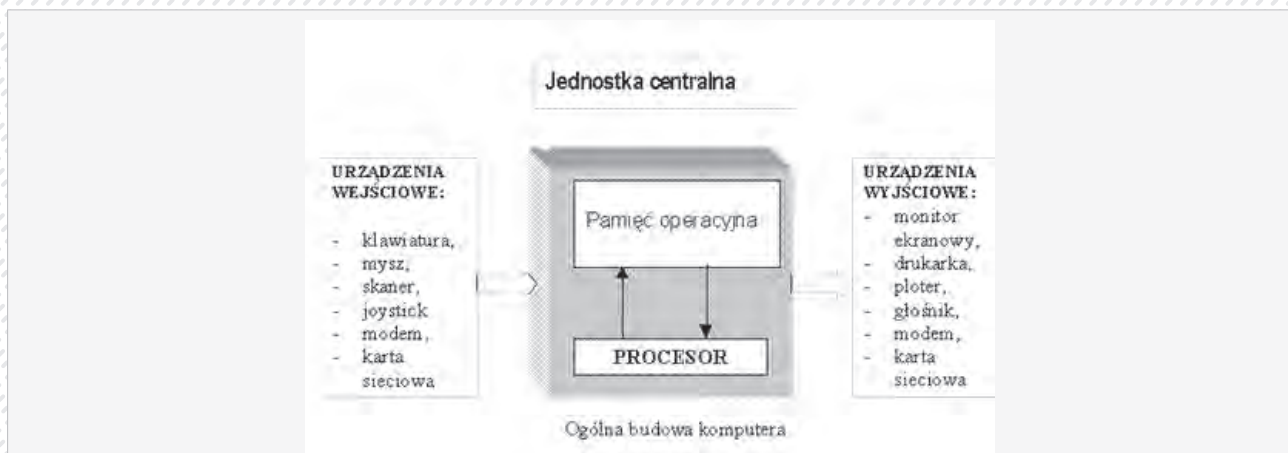 Jednostka centralna
URZĄDZENIA
WEJŚCIOWE:
- klawiatura,
- mysz,
- skaner,
- joystick
- modem,
- karta
sieciowa
Pamięć operacyjna
PROCESOR
URZĄDZENIA
WYJŚCIOWE:
- monitor
ekranowy,
- drukarka,
- ploter,
- głośnik,
- modem,
- karta
sieciowa
Ogólna budowa komputera